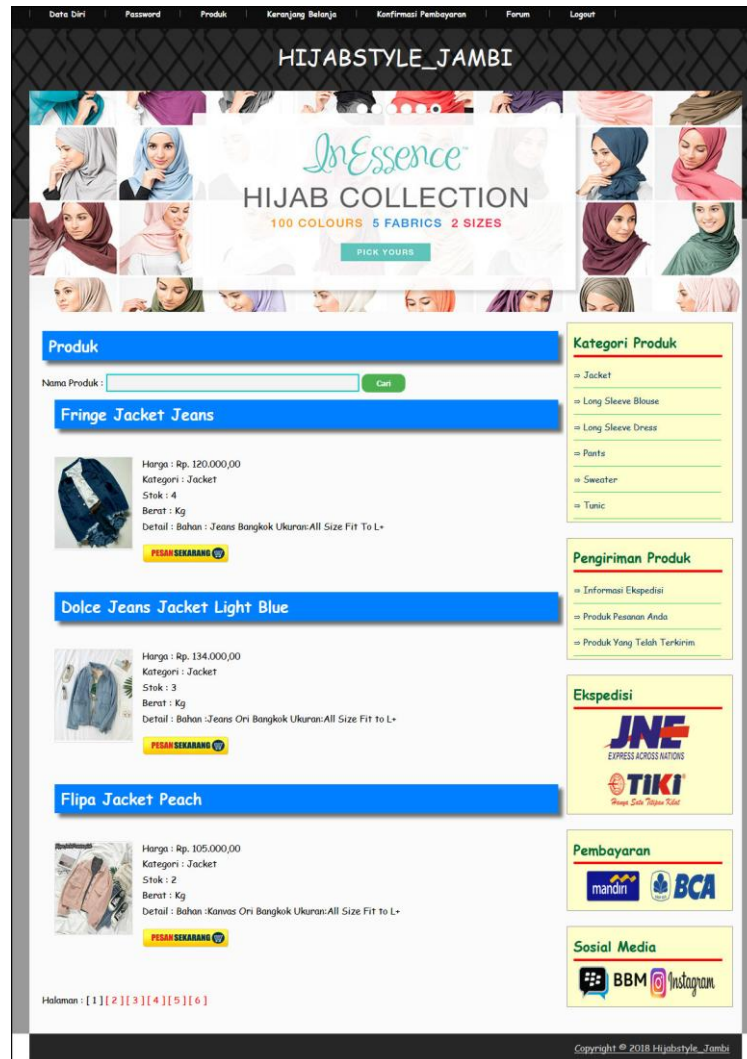 Data Diri | Password | Produk | Keranjang Belanja | Konfirmasi Pembayaran | Forum | Logout |
HIJABSTYLE_JAMBI
InEssence
HIJAB COLLECTION
100 COLOURS 5 FABRICS 2 SIZES
PICK YOURS
Produk
Nama Produk :
Cari
Fringe Jacket Jeans
Harga : Rp. 120.000,00
Kategori : Jacket
Stok : 4
Berat : Kg
Detail : Bahan : Jeans Bangkok Ukuran:All Size Fit To L+
PESAN SEKARANG
Dolce Jeans Jacket Light Blue
Harga : Rp. 134.000,00
Kategori : Jacket
Stok : 3
Berat : Kg
Detail : Bahan :Jeans Ori Bangkok Ukuran:All Size Fit to L+
PESAN SEKARANG
Flipa Jacket Peach
Harga : Rp. 105.000,00
Kategori : Jacket
Stok : 2
Berat : Kg
Detail : Bahan :Kanvas Ori Bangkok Ukuran:All Size Fit to L+
PESAN SEKARANG
Halaman : [ 1 ] [ 2 ] [ 3 ] [ 4 ] [ 5 ] [ 6 ]
Kategori Produk
⇒ Jacket
⇒ Long Sleeve Blouse
⇒ Long Sleeve Dress
⇒ Pants
⇒ Sweater
⇒ Tunic
Pengiriman Produk
⇒ Informasi Ekspedisi
⇒ Produk Pesanan Anda
⇒ Produk Yang Telah Terkirim
Ekspedisi
JNE
EXPRESS ACROSS NATIONS
TIKI
Hanya Satu Titipan Kilat
Pembayaran
mandiri BCA
Sosial Media
BBM Instagram
Copyright © 2018 Hijabstyle_Jambi